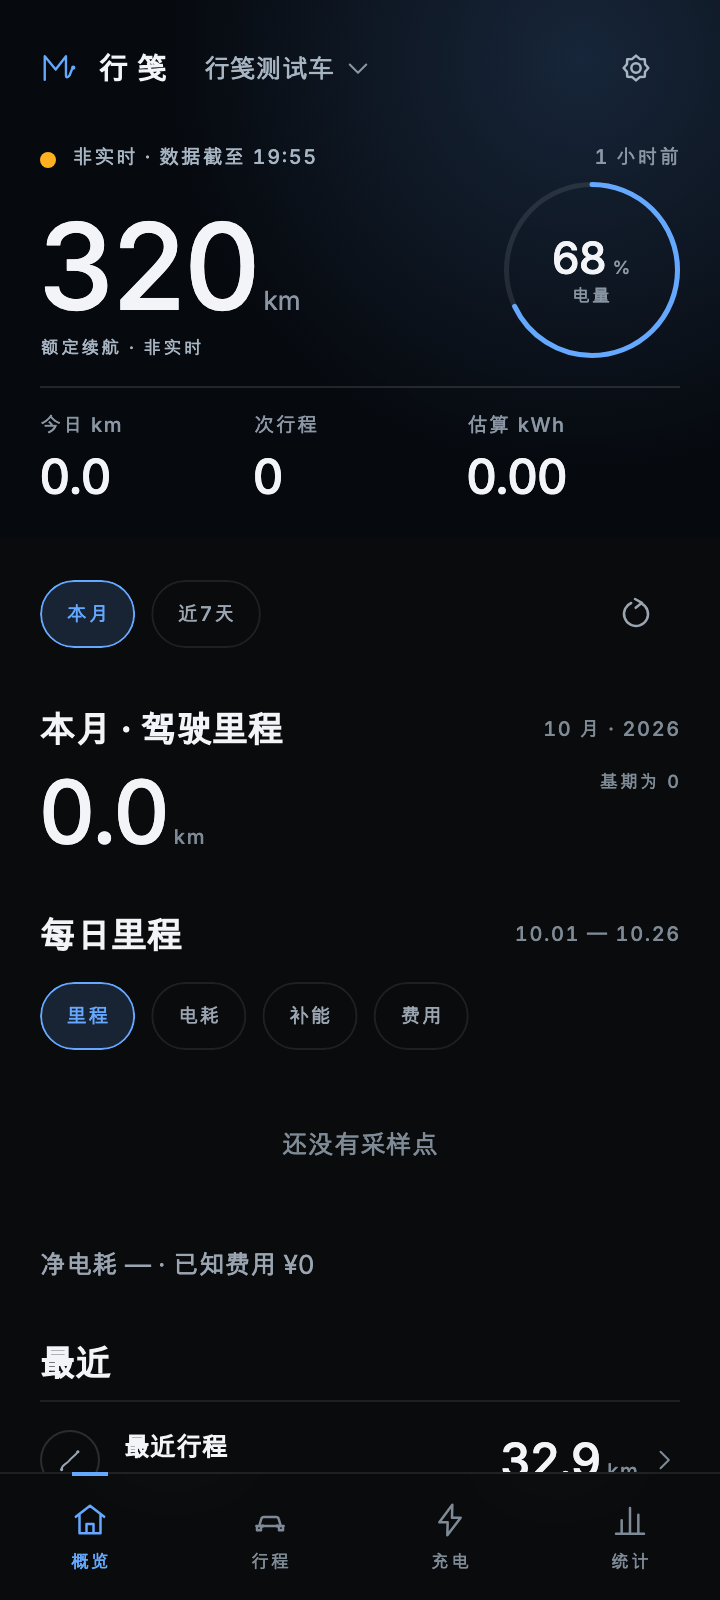 行笺 行笺测试车
非实时 · 数据截至 19:55 1 小时前
320 km
68 %
电量
额定续航 · 非实时
今日 km 次行程 估算 kWh
0.0 0 0.00
本月 近7天
本月 · 驾驶里程 10 月 · 2026
0.0 km 基期为 0
每日里程 10.01 — 10.26
里程 电耗 补能 费用
还没有采样点
净电耗 — · 已知费用 ¥0
最近
最近行程 32.9 km
概览 行程 充电 统计